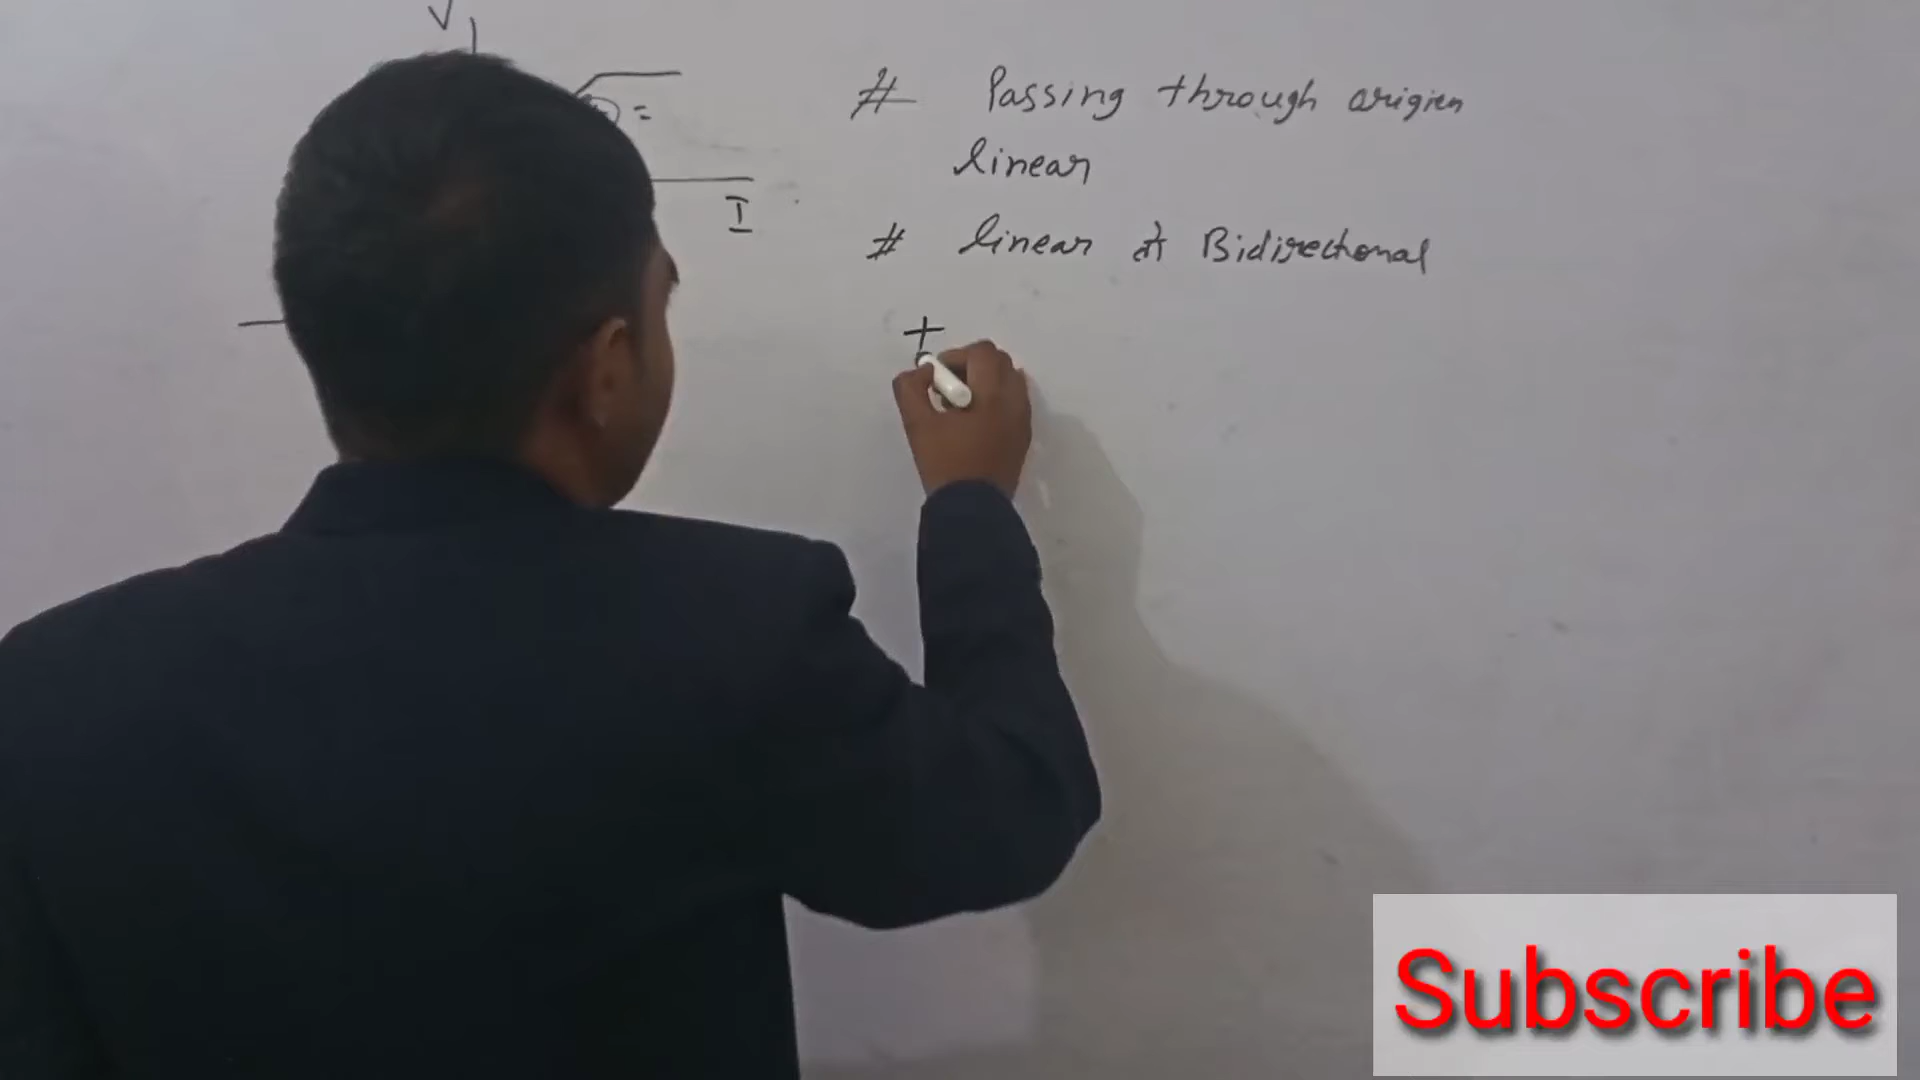 V
=
I
# Passing through origien
linear
# linear → Bidirectional
+
Subscribe